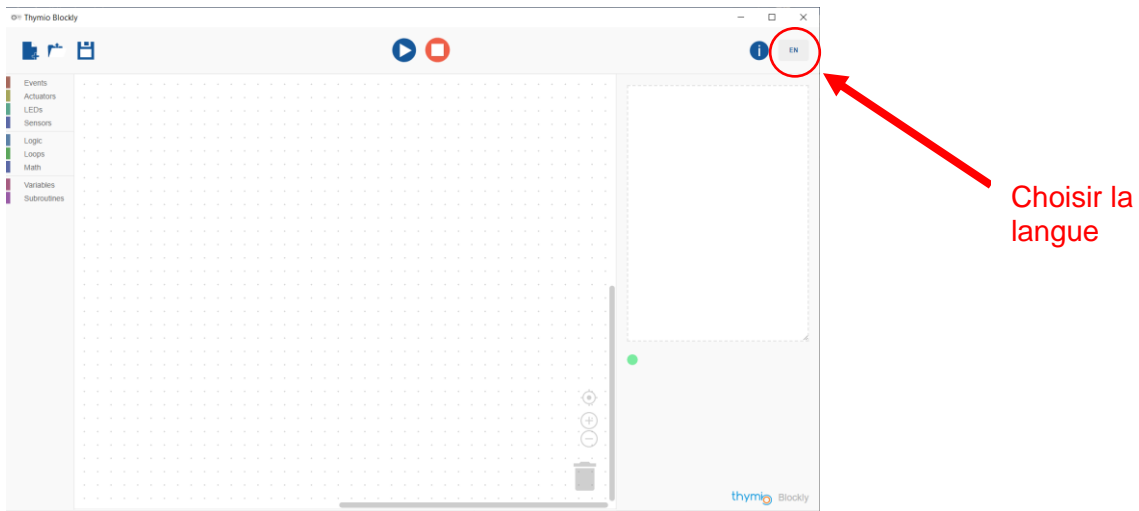 Thymio Blockly
EN
Events
Actuators
LEDs
Sensors
Logic
Loops
Math
Variables
Subroutines
Choisir la
langue
thymio Blockly